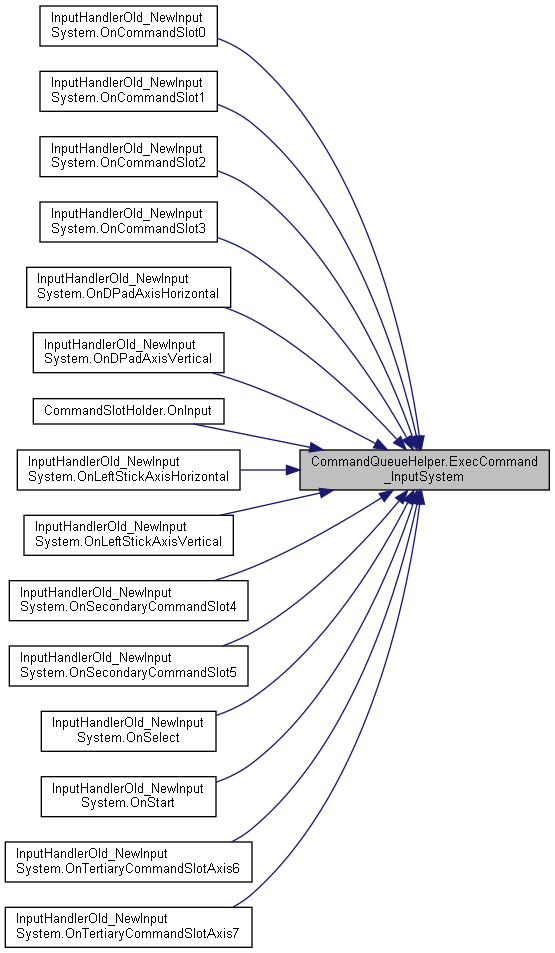 InputHandlerOld_NewInput
System.OnCommandSlot0
InputHandlerOld_NewInput
System.OnCommandSlot1
InputHandlerOld_NewInput
System.OnCommandSlot2
InputHandlerOld_NewInput
System.OnCommandSlot3
InputHandlerOld_NewInput
System.OnDPadAxisHorizontal
InputHandlerOld_NewInput
System.OnDPadAxisVertical
CommandSlotHolder.OnInput
InputHandlerOld_NewInput
System.OnLeftStickAxisHorizontal
CommandQueueHelper.ExecCommand
_InputSystem
InputHandlerOld_NewInput
System.OnLeftStickAxisVertical
InputHandlerOld_NewInput
System.OnSecondaryCommandSlot4
InputHandlerOld_NewInput
System.OnSecondaryCommandSlot5
InputHandlerOld_NewInput
System.OnSelect
InputHandlerOld_NewInput
System.OnStart
InputHandlerOld_NewInput
System.OnTertiaryCommandSlotAxis6
InputHandlerOld_NewInput
System.OnTertiaryCommandSlotAxis7